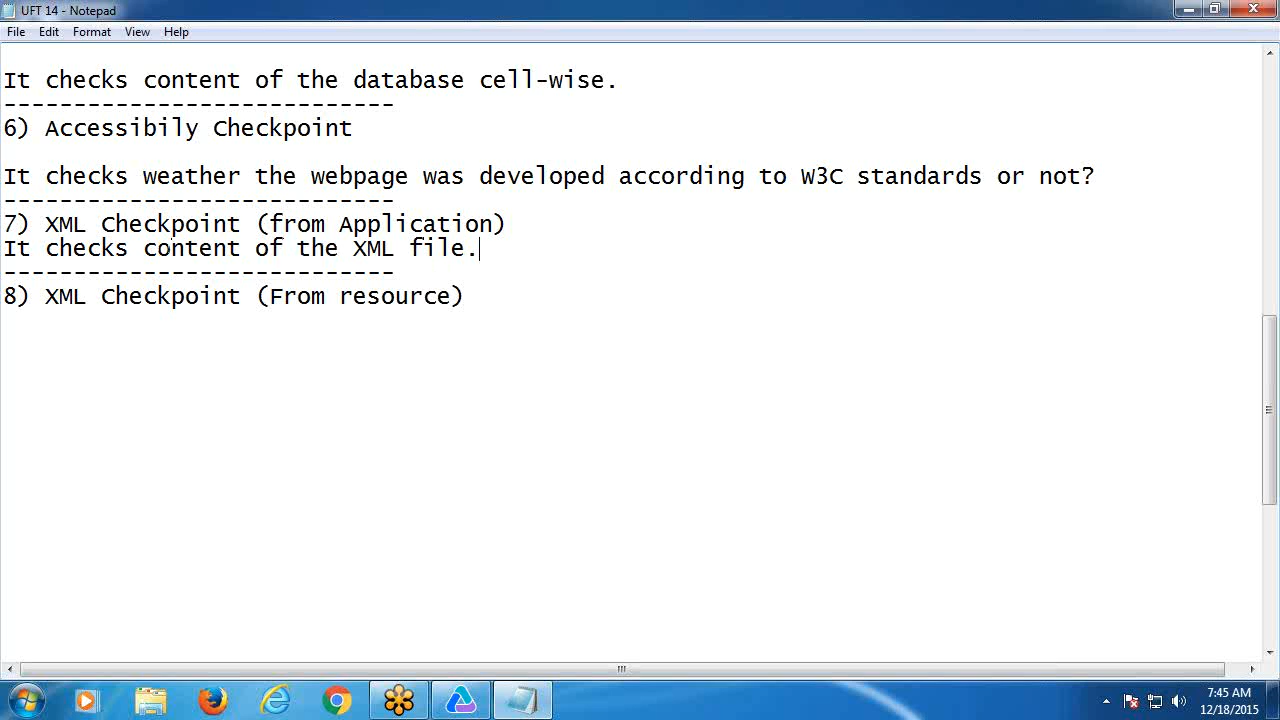 UFT 14 - Notepad
File Edit Format View Help
It checks content of the database cell-wise.
----------------------------
6) Accessibily Checkpoint
It checks weather the webpage was developed according to W3C standards or not?
----------------------------
7) XML Checkpoint (from Application)
It checks content of the XML file.
----------------------------
8) XML Checkpoint (From resource)
7:45 AM
12/18/2015